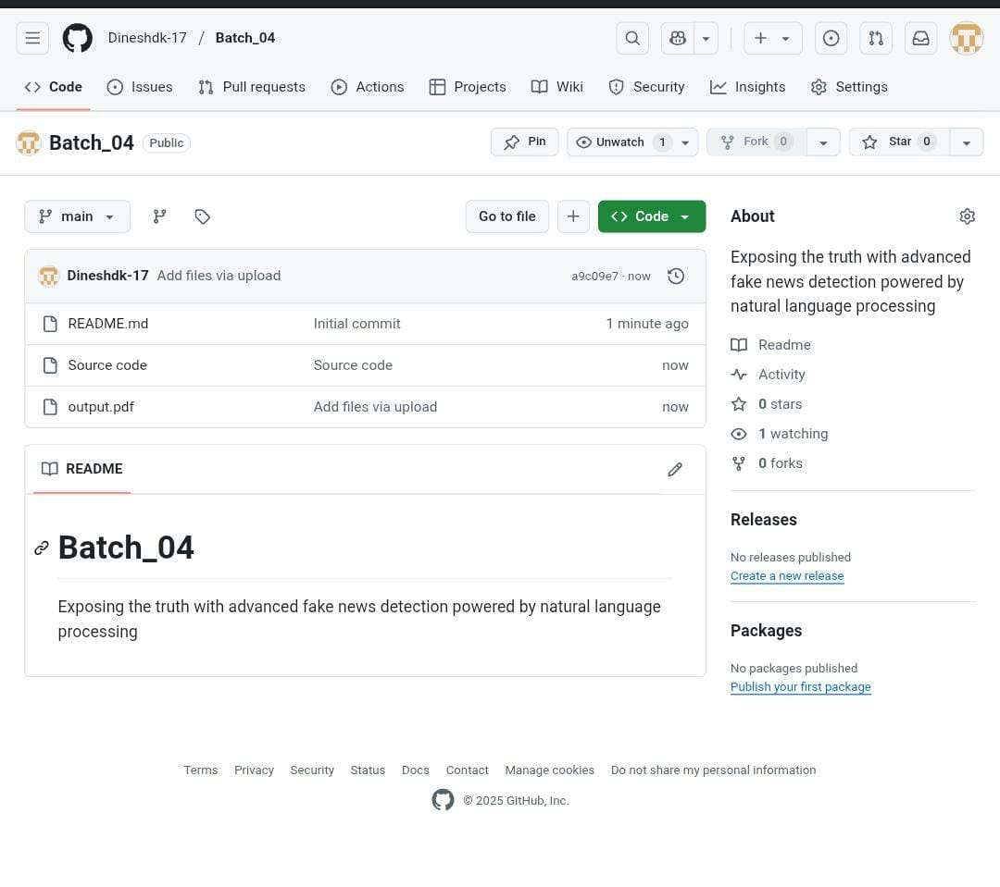 Dineshdk-17 / Batch_04
Code Issues Pull requests Actions Projects Wiki Security Insights Settings
Batch_04 Public Pin Unwatch 1 Fork 0 Star 0
main Go to file Code
Dineshdk-17 Add files via upload a9c09e7 · now
README.md Initial commit 1 minute ago
Source code Source code now
output.pdf Add files via upload now
README
Batch_04
Exposing the truth with advanced fake news detection powered by natural language
processing
About
Exposing the truth with advanced
fake news detection powered by
natural language processing
Readme
Activity
0 stars
1 watching
0 forks
Releases
No releases published
Create a new release
Packages
No packages published
Publish your first package
Terms Privacy Security Status Docs Contact Manage cookies Do not share my personal information
© 2025 GitHub, Inc.